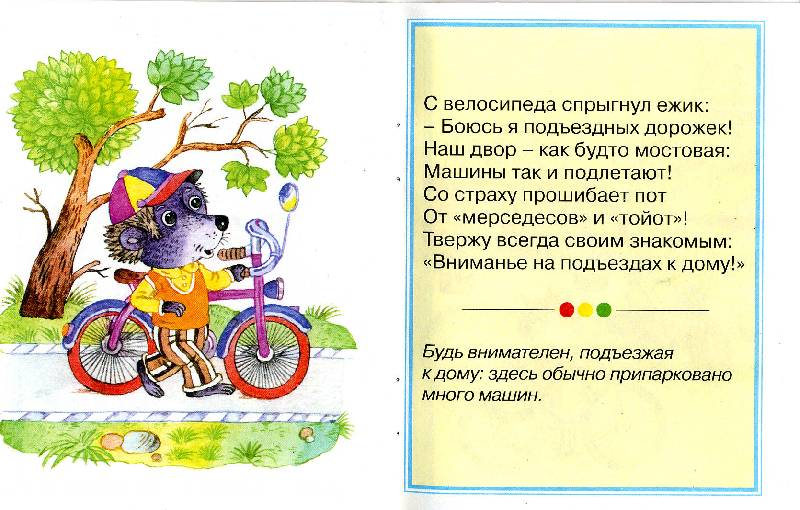 С велосипеда спрыгнул ежик:
– Боюсь я подъездных дорожек!
Наш двор – как будто мостовая:
Машины так и подлетают!
Со страху прошибает пот
От «мерседесов» и «тойот»!
Твержу всегда своим знакомым:
«Вниманье на подъездах к дому!»
Будь внимателен, подъезжая
к дому: здесь обычно припарковано
много машин.